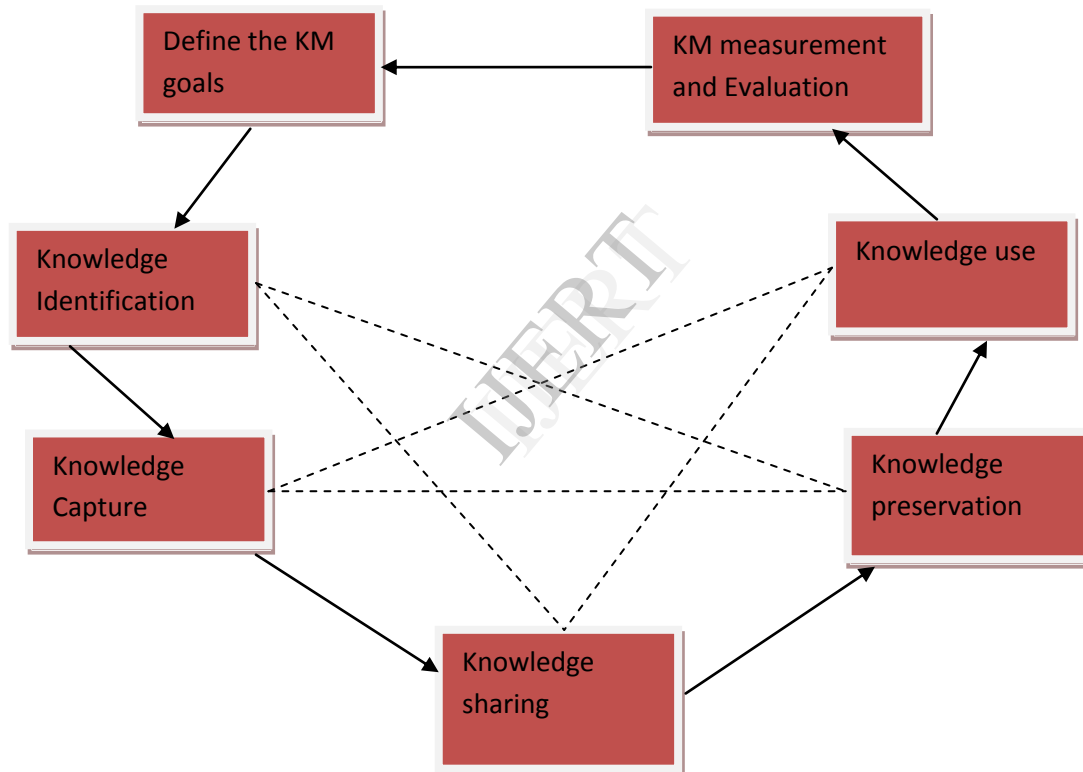 Define the KM
goals
KM measurement
and Evaluation
Knowledge
Identification
Knowledge use
IJERT
Knowledge
Capture
Knowledge
preservation
Knowledge
sharing